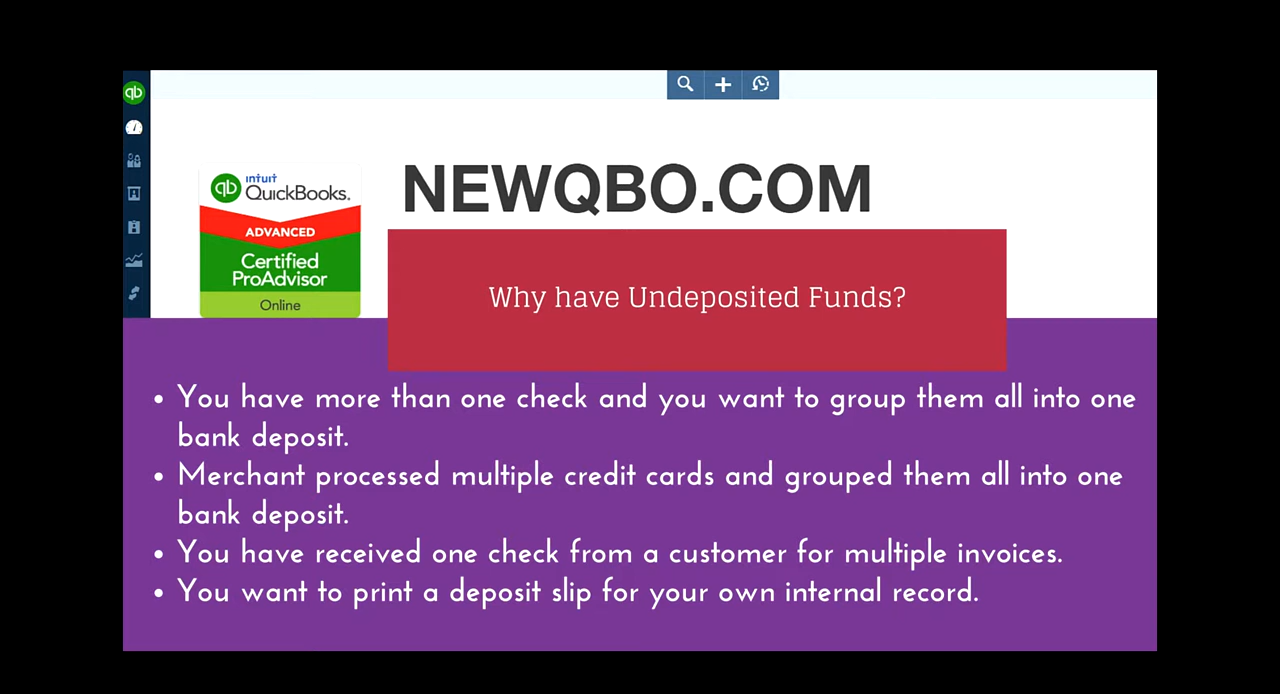 qb
NEWQBO.COM
qb intuit
QuickBooks.
ADVANCED
Certified
ProAdvisor
Online
Why have Undeposited Funds?
• You have more than one check and you want to group them all into one
bank deposit.
• Merchant processed multiple credit cards and grouped them all into one
bank deposit.
• You have received one check from a customer for multiple invoices.
• You want to print a deposit slip for your own internal record.